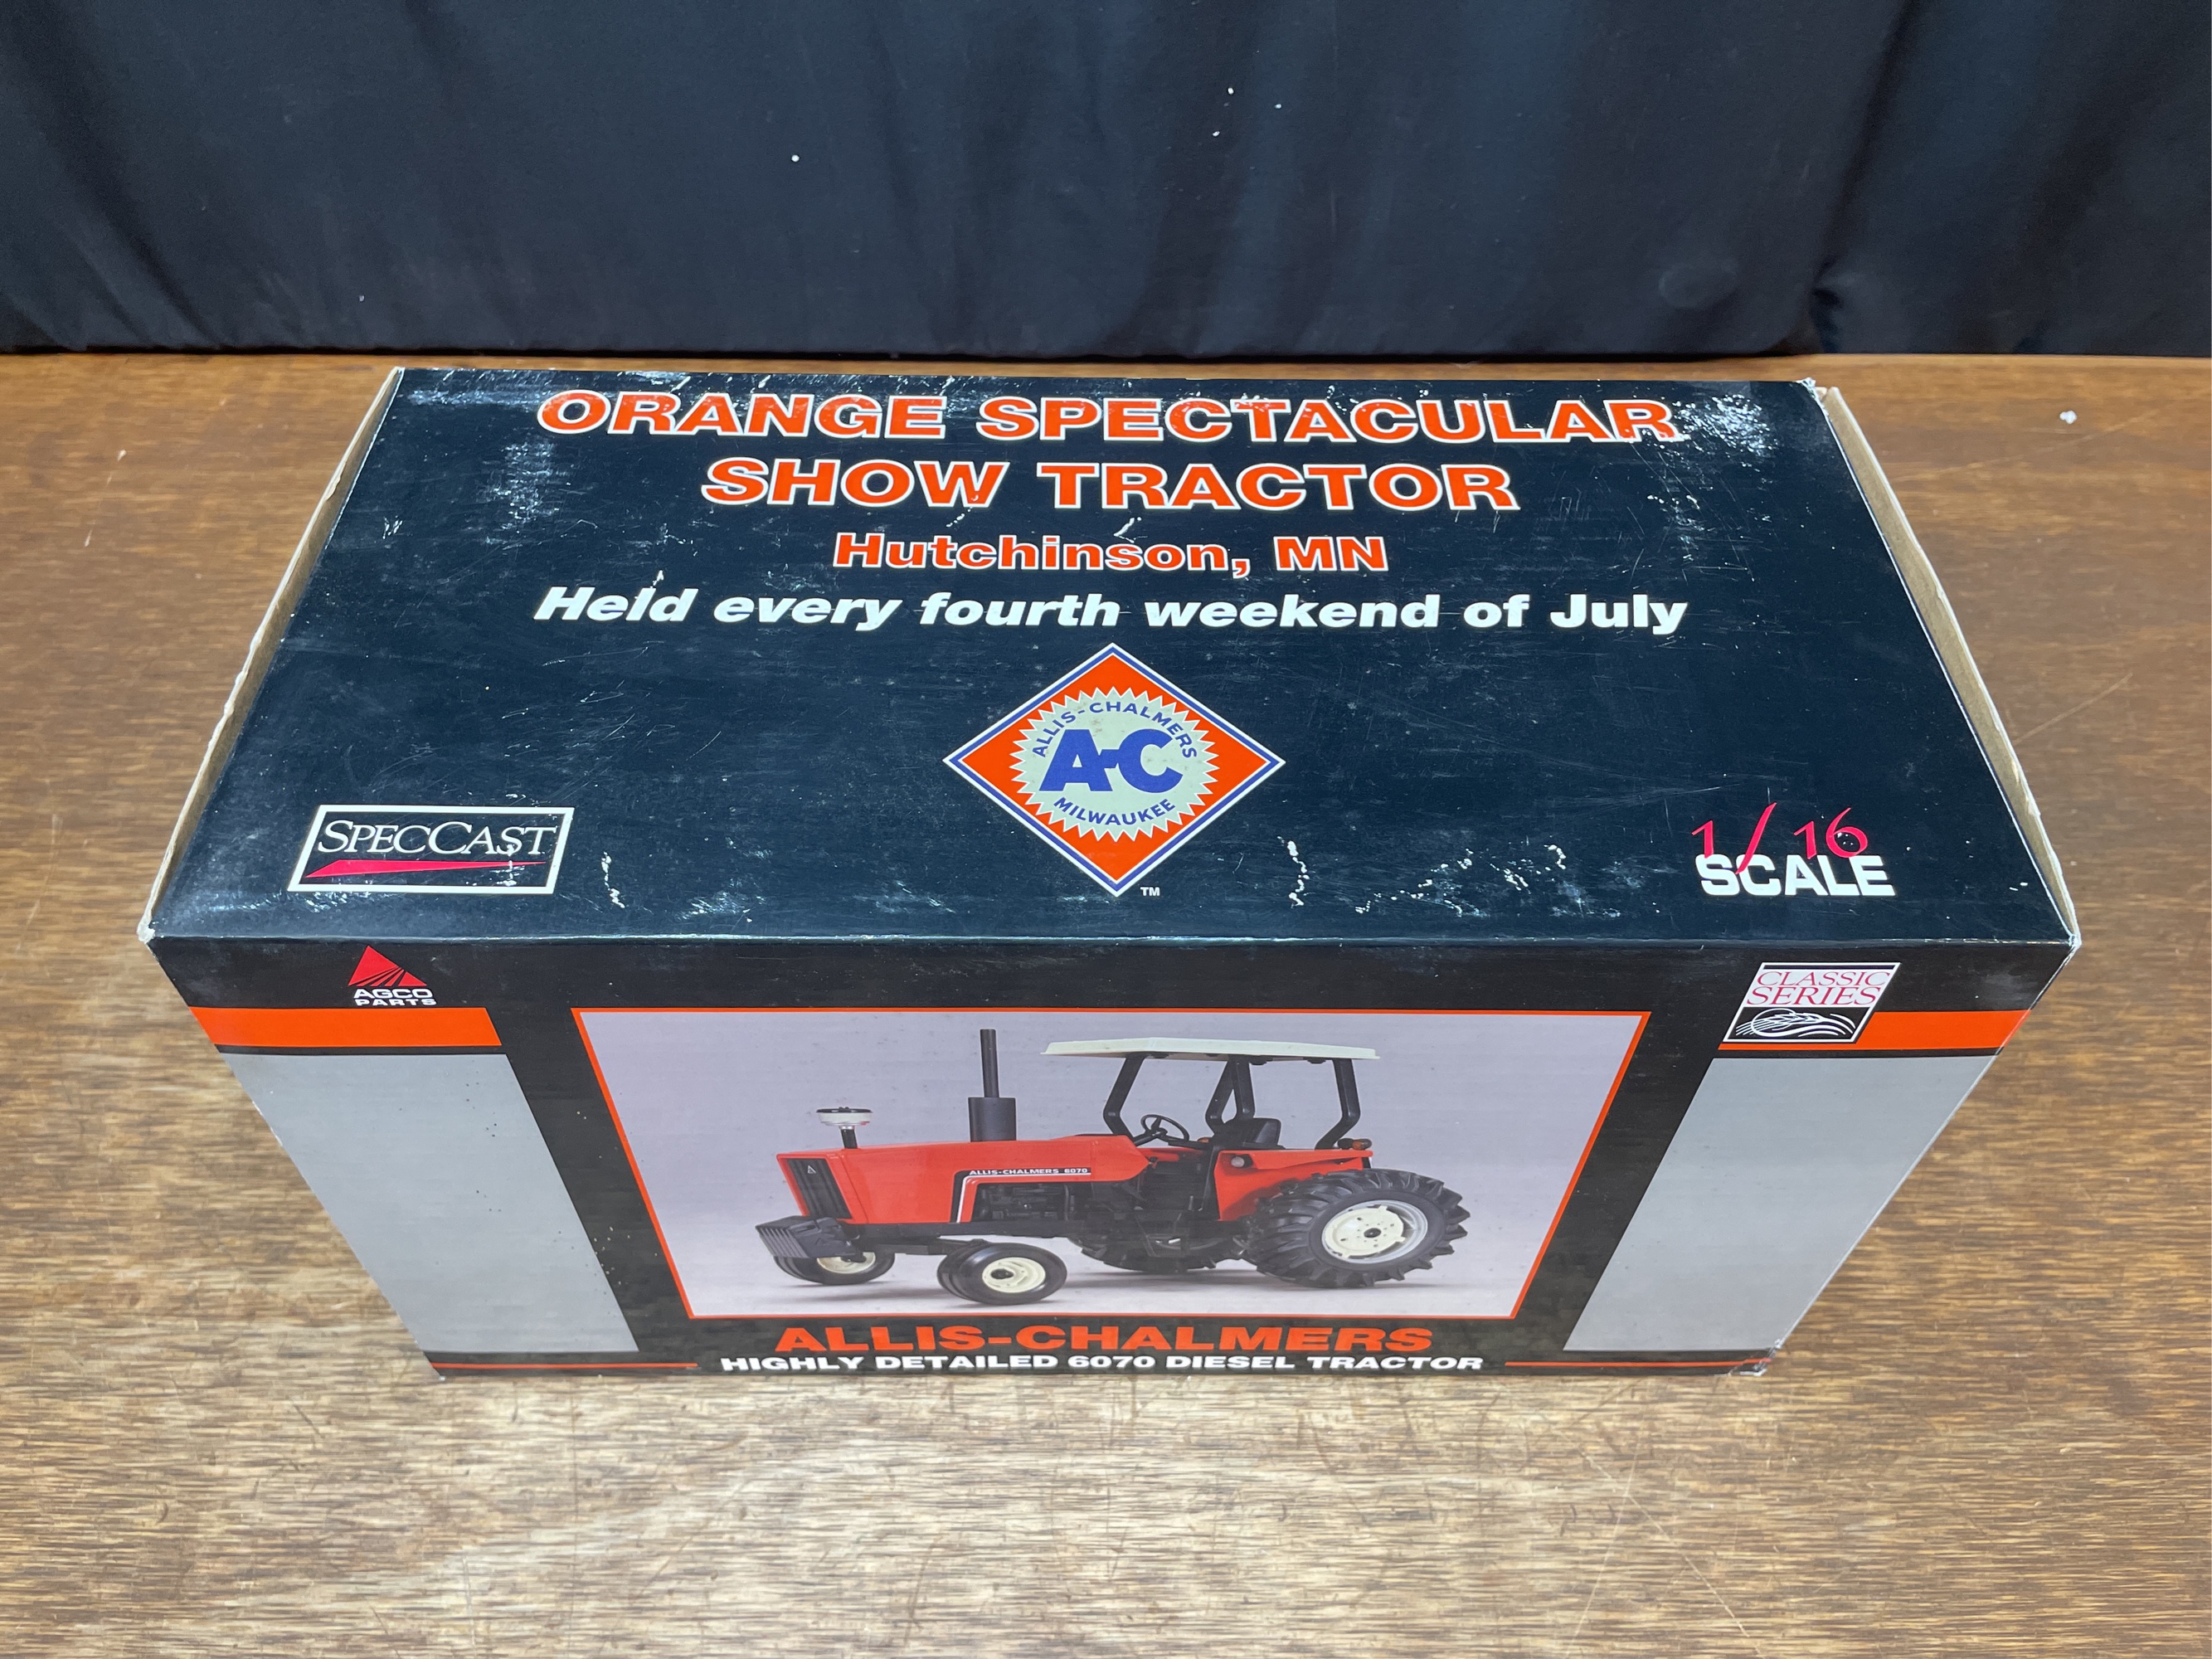 ORANGE SPECTACULAR
SHOW TRACTOR
Hutchinson, MN
Held every fourth weekend of July
ALLIS-CHALMERS
A-C
MILWAUKEE
TM
SPECCAST
1/16
SCALE
AGCO
PARTS
CLASSIC
SERIES
ALLIS-CHALMERS 6070
ALLIS-CHALMERS
HIGHLY DETAILED 6070 DIESEL TRACTOR